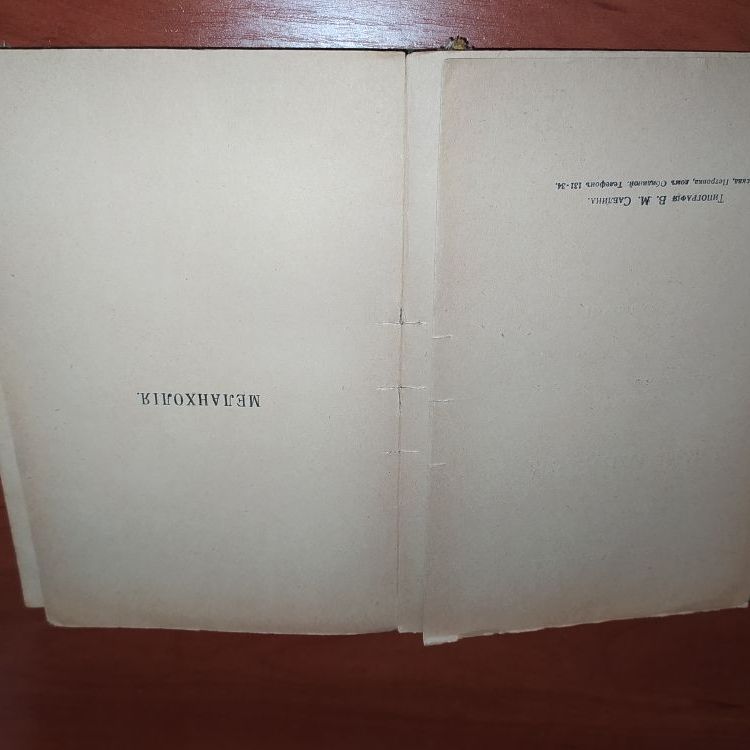 Типографія В. М. Саблина.
Петровка, домъ Обидиной. Телефонъ 131-34.
МЕЛАНХОЛІЯ.